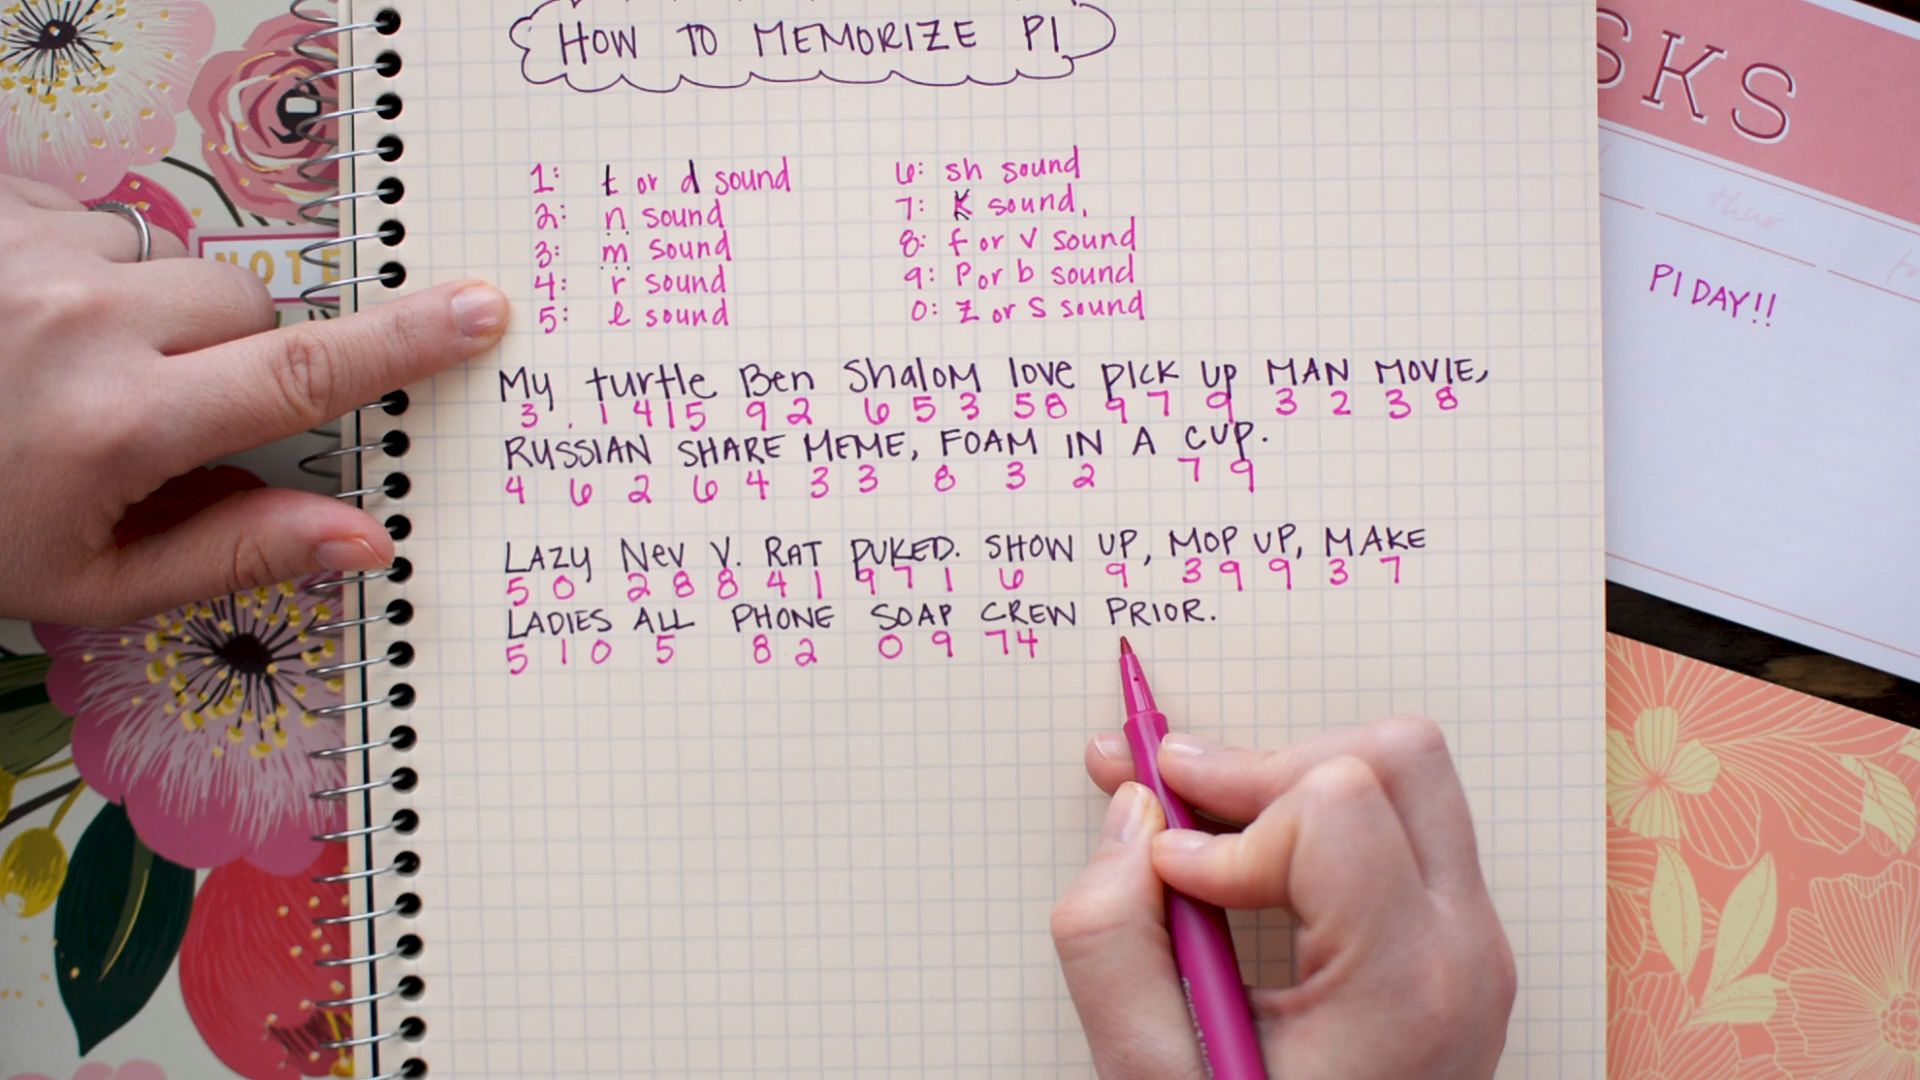 HOW TO MEMORIZE PI
1: t or d sound
2: n sound
3: m sound
4: r sound
5: l sound
6: sh sound
7: K sound,
8: f or v sound
9: P or b sound
0: Z or S sound
My turtle Ben Shalom love PICK UP MAN MOVIE,
3 . 1 4 1 5 9 2 6 5 3 5 8 9 7 9 3 2 3 8
RUSSIAN SHARE MEME, FOAM IN A CUP.
4 6 2 6 4 3 3 8 3 2 7 9
LAZY NEV V. RAT PUKED. SHOW UP, MOP UP, MAKE
5 0 2 8 8 4 1 9 7 1 6 9 3 9 9 3 7
LADIES ALL PHONE SOAP CREW PRIOR.
5 1 0 5 8 2 0 9 7 4
NOTE
SKS
thur
PI DAY!!